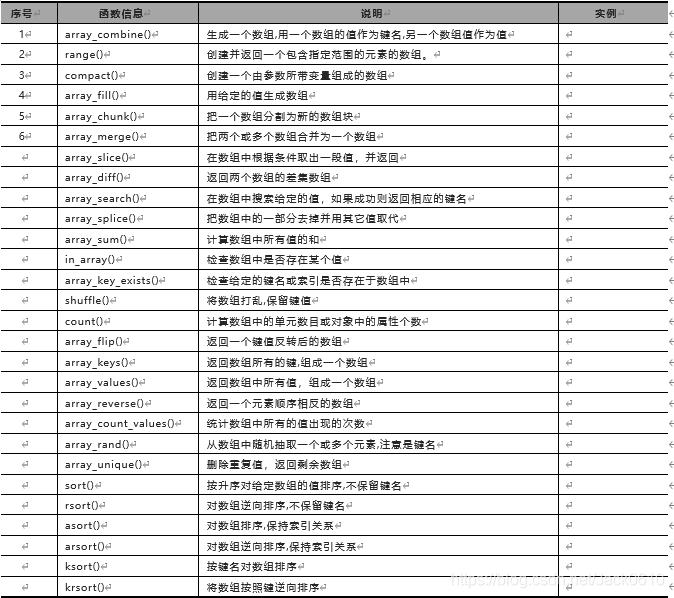 序号 函数信息 说明 实例
1 array_combine() 生成一个数组,用一个数组的值作为键名,另一个数组值作为值
2 range() 创建并返回一个包含指定范围的元素的数组。
3 compact() 创建一个由参数所带变量组成的数组
4 array_fill() 用给定的值生成数组
5 array_chunk() 把一个数组分割为新的数组块
6 array_merge() 把两个或多个数组合并为一个数组
array_slice() 在数组中根据条件取出一段值，并返回
array_diff() 返回两个数组的差集数组
array_search() 在数组中搜索给定的值，如果成功则返回相应的键名
array_splice() 把数组中的一部分去掉并用其它值取代
array_sum() 计算数组中所有值的和
in_array() 检查数组中是否存在某个值
array_key_exists() 检查给定的键名或索引是否存在于数组中
shuffle() 将数组打乱,保留键值
count() 计算数组中的单元数目或对象中的属性个数
array_flip() 返回一个键值反转后的数组
array_keys() 返回数组所有的键,组成一个数组
array_values() 返回数组中所有值，组成一个数组
array_reverse() 返回一个元素顺序相反的数组
array_count_values() 统计数组中所有的值出现的次数
array_rand() 从数组中随机抽取一个或多个元素,注意是键名
array_unique() 删除重复值，返回剩余数组
sort() 按升序对给定数组的值排序,不保留键名
rsort() 对数组逆向排序,不保留键名
asort() 对数组排序,保持索引关系
arsort() 对数组逆向排序,保持索引关系
ksort() 按键名对数组排序
krsort() 将数组按照键逆向排序
https://blog.csdn.net/Jack0610